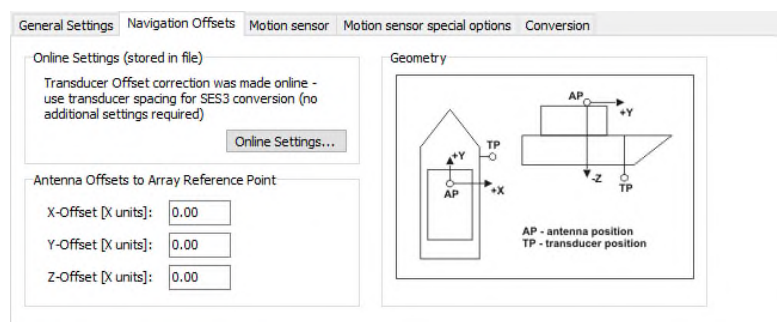 General Settings Navigation Offsets Motion sensor Motion sensor special options Conversion
Online Settings (stored in file)
Transducer Offset correction was made online -
use transducer spacing for SES3 conversion (no
additional settings required)
Online Settings...
Antenna Offsets to Array Reference Point
X-Offset [X units]: 0.00
Y-Offset [X units]: 0.00
Z-Offset [X units]: 0.00
Geometry
AP
+Y
TP
+Y
AP
+X
-Z
TP
AP - antenna position
TP - transducer position